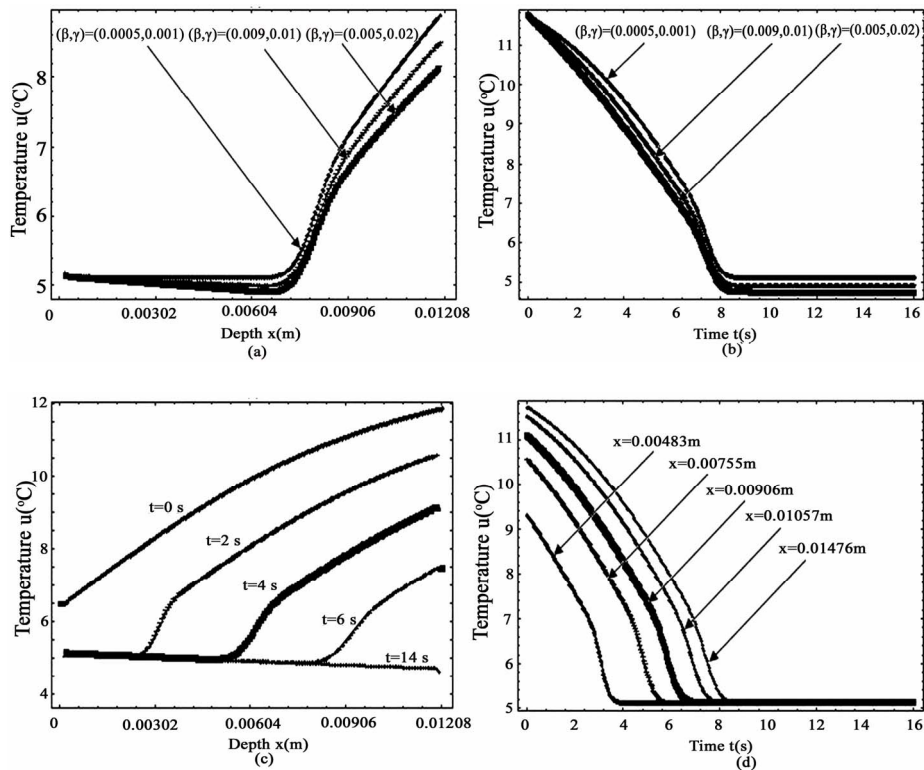 (β,γ)=(0.0005,0.001) (β,γ)=(0.009,0.01) (β,γ)=(0.005,0.02)
Temperature u(°C)
8
7
6
5
0 0.00302 0.00604 0.00906 0.01208
Depth x(m)
(a)
(β,γ)=(0.0005,0.001) (β,γ)=(0.009,0.01) (β,γ)=(0.005,0.02)
Temperature u(°C)
11
10
9
8
7
6
5
0 2 4 6 8 10 12 14 16
Time t(s)
(b)
Temperature u(°C)
12
10
8
6
4
t=0 s
t=2 s
t=4 s
t=6 s
t=14 s
0 0.00302 0.00604 0.00906 0.01208
Depth x(m)
(c)
Temperature u(°C)
11
10
9
8
7
6
5
x=0.00483m
x=0.00755m
x=0.00906m
x=0.01057m
x=0.01476m
0 2 4 6 8 10 12 14 16
Time t(s)
(d)